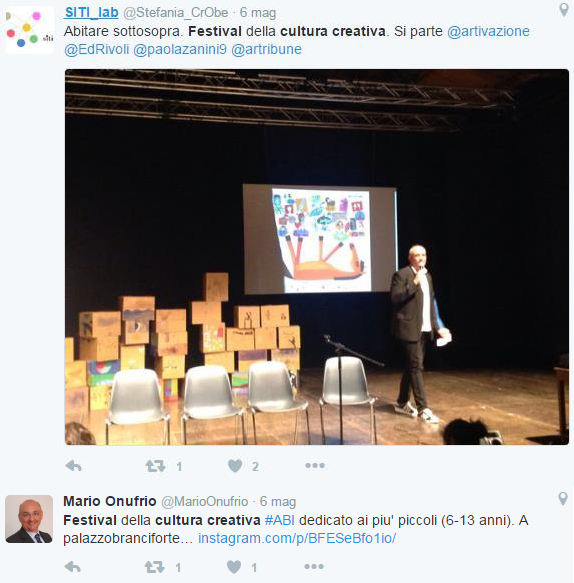 SITI_lab @Stefania_CrObe · 6 mag
Abitare sottosopra. Festival della cultura creativa. Si parte @artivazione
@EdRivoli @paolazanini9 @artribune
siti
1 2
Mario Onufrio @MarioOnufrio · 6 mag
Festival della cultura creativa #ABI dedicato ai piu' piccoli (6-13 anni). A
palazzobranciforte… instagram.com/p/BFESeBfo1io/
1 1